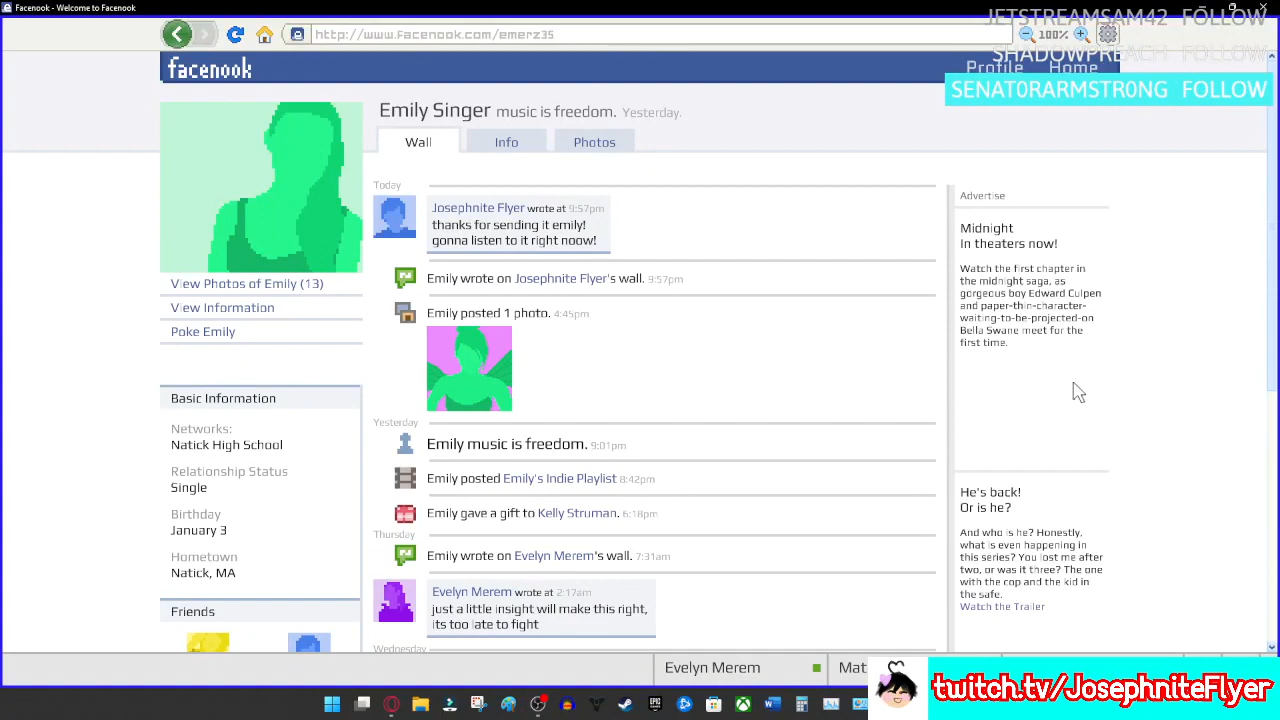 Facenook - Welcome to Facenook
JETSTREAMSAM42 FOLLOW
http://www.facenook.com/emerz35
100%
SHADOWPREACH FOLLOW
facenook
Profile Home
SENAT0RARMSTR0NG FOLLOW
Emily Singer music is freedom. Yesterday.
Wall Info Photos
View Photos of Emily (13)
View Information
Poke Emily
Basic Information
Networks:
Natick High School
Relationship Status
Single
Birthday
January 3
Hometown
Natick, MA
Friends
Today
Josephnite Flyer wrote at 9:57pm
thanks for sending it emily!
gonna listen to it right noow!
Emily wrote on Josephnite Flyer's wall. 9:57pm
Emily posted 1 photo. 4:45pm
Yesterday
Emily music is freedom. 9:01pm
Emily posted Emily's Indie Playlist 8:42pm
Emily gave a gift to Kelly Struman. 6:18pm
Thursday
Emily wrote on Evelyn Merem's wall. 7:31am
Evelyn Merem wrote at 2:17am
just a little insight will make this right,
its too late to fight
Wednesday
Advertise
Midnight
In theaters now!
Watch the first chapter in
the midnight saga, as
gorgeous boy Edward Culpen
and paper-thin-character-
waiting-to-be-projected-on
Bella Swane meet for the
first time.
He's back!
Or is he?
And who is he? Honestly,
what is even happening in
this series? You lost me after
two, or was it three? The one
with the cop and the kid in
the safe.
Watch the Trailer
Evelyn Merem
Mat
twitch.tv/JosephniteFlyer